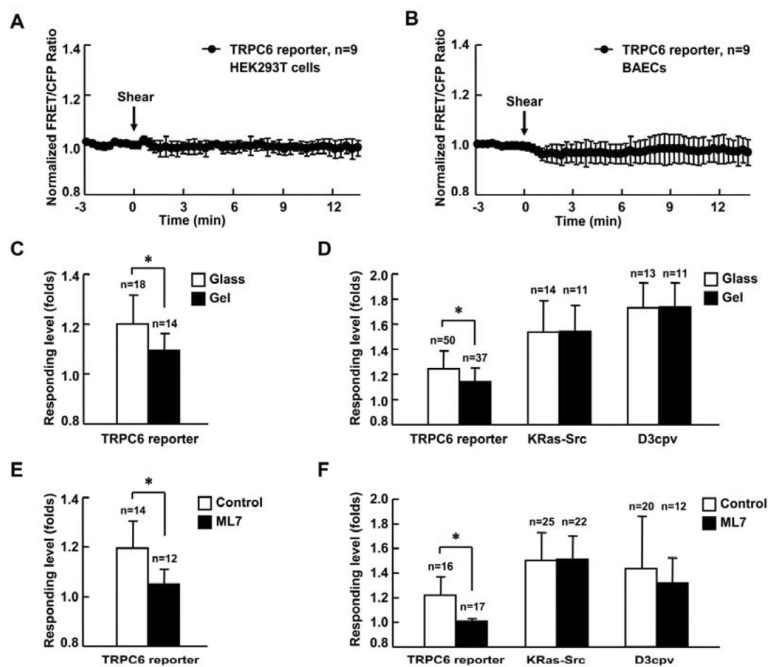 A
Normalized FRET/CFP Ratio
1.4
1.2
1.0
0.8
TRPC6 reporter, n=9
HEK293T cells
Shear
-3 0 3 6 9 12
Time (min)
B
Normalized FRET/CFP Ratio
1.4
1.2
1.0
0.8
TRPC6 reporter, n=9
BAECs
Shear
-3 0 3 6 9 12
Time (min)
C
Responding level (folds)
1.4
1.2
1.0
0.8
*
n=18
n=14
Glass
Gel
TRPC6 reporter
D
Responding level (folds)
2.0
1.8
1.6
1.4
1.2
1.0
0.8
*
n=50
n=37
n=14 n=11
n=13 n=11
Glass
Gel
TRPC6 reporter KRas-Src D3cpv
E
Responding level (folds)
1.4
1.2
1.0
0.8
*
n=14
n=12
Control
ML7
TRPC6 reporter
F
Responding level (folds)
2.0
1.8
1.6
1.4
1.2
1.0
0.8
*
n=16
n=17
n=25 n=22
n=20 n=12
Control
ML7
TRPC6 reporter KRas-Src D3cpv